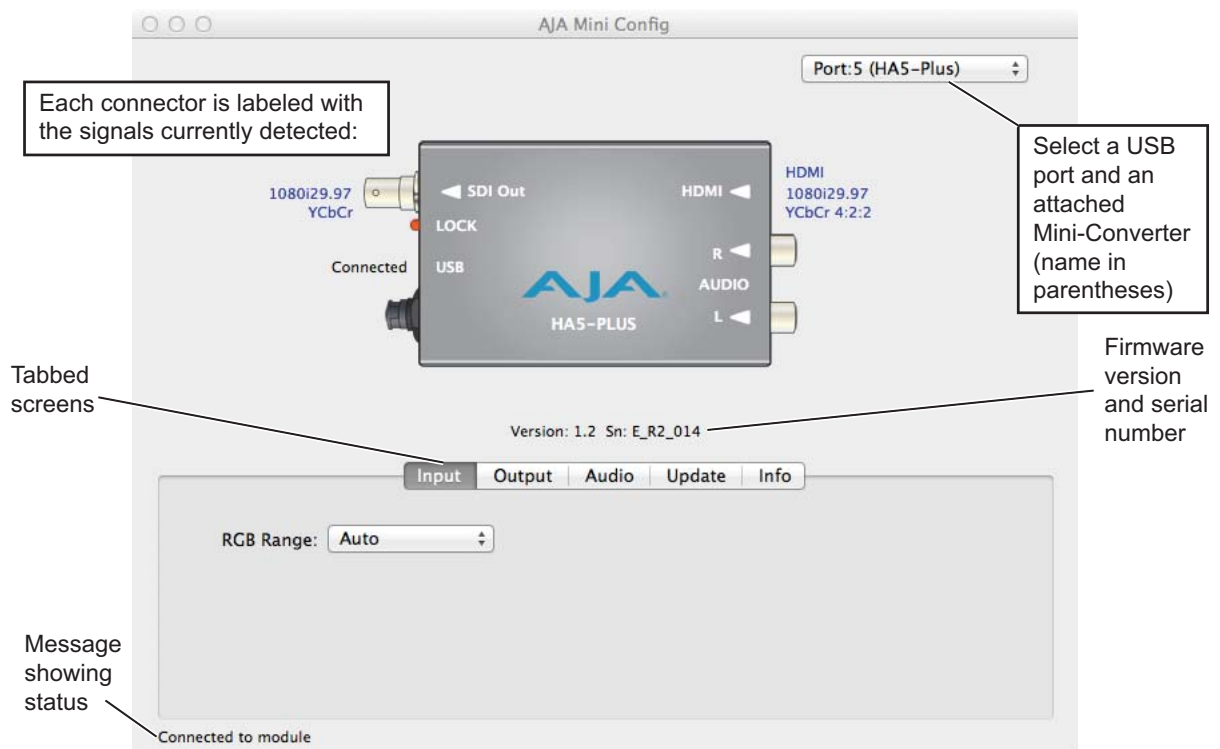 AJA Mini Config
Port:5 (HA5-Plus)
Each connector is labeled with
the signals currently detected:
Select a USB
port and an
attached
Mini-Converter
(name in
parentheses)
1080i29.97
YCbCr
SDI Out
LOCK
Connected
USB
HDMI
HDMI
1080i29.97
YCbCr 4:2:2
R
AUDIO
L
AJA
HA5-PLUS
Tabbed
screens
Firmware
version
and serial
number
Version: 1.2 Sn: E_R2_014
Input Output Audio Update Info
RGB Range: Auto
Message
showing
status
Connected to module